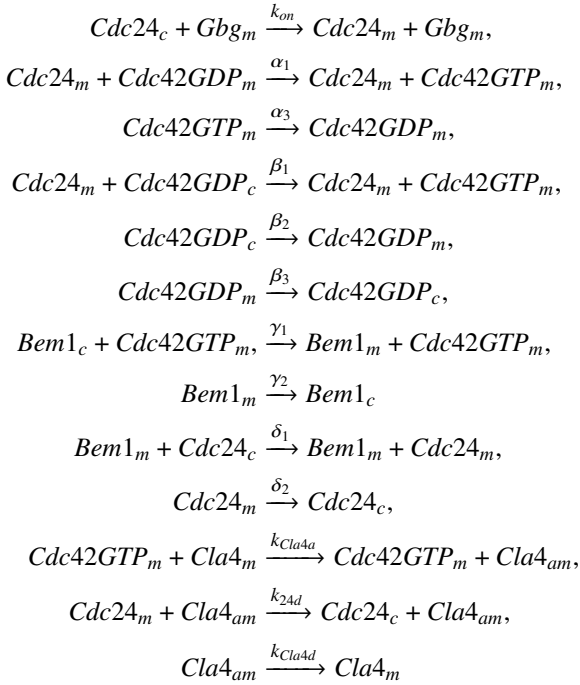 Cdc24_c + Gbg_m \xrightarrow{k_{on}} Cdc24_m + Gbg_m,
Cdc24_m + Cdc42GDP_m \xrightarrow{\alpha_1} Cdc24_m + Cdc42GTP_m,
Cdc42GTP_m \xrightarrow{\alpha_3} Cdc42GDP_m,
Cdc24_m + Cdc42GDP_c \xrightarrow{\beta_1} Cdc24_m + Cdc42GTP_m,
Cdc42GDP_c \xrightarrow{\beta_2} Cdc42GDP_m,
Cdc42GDP_m \xrightarrow{\beta_3} Cdc42GDP_c,
Bem1_c + Cdc42GTP_m, \xrightarrow{\gamma_1} Bem1_m + Cdc42GTP_m,
Bem1_m \xrightarrow{\gamma_2} Bem1_c
Bem1_m + Cdc24_c \xrightarrow{\delta_1} Bem1_m + Cdc24_m,
Cdc24_m \xrightarrow{\delta_2} Cdc24_c,
Cdc42GTP_m + Cla4_m \xrightarrow{k_{Cla4a}} Cdc42GTP_m + Cla4_{am},
Cdc24_m + Cla4_{am} \xrightarrow{k_{24d}} Cdc24_c + Cla4_{am},
Cla4_{am} \xrightarrow{k_{Cla4d}} Cla4_m